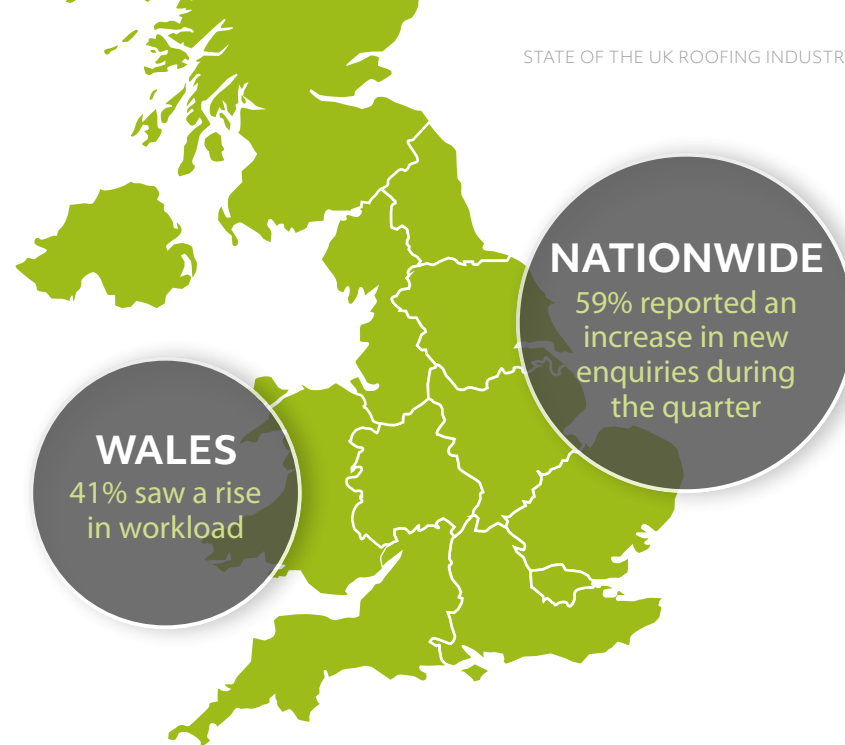 STATE OF THE UK ROOFING INDUSTRY
NATIONWIDE
59% reported an
increase in new
enquiries during
the quarter
WALES
41% saw a rise
in workload